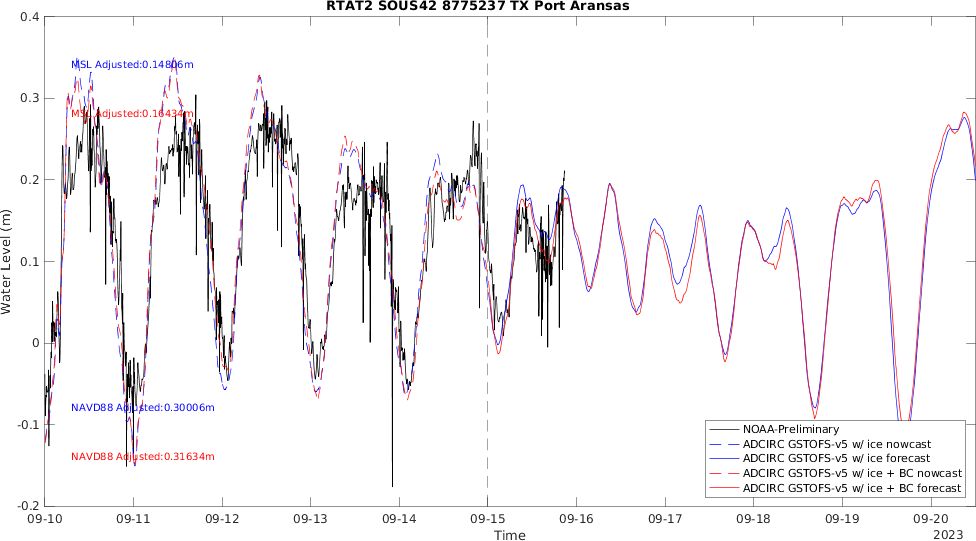 RTAT2 SOUS42 8775237 TX Port Aransas
0.4
0.3
0.2
0.1
0
-0.1
-0.2
Water Level (m)
MSL Adjusted:0.14806m
MSL Adjusted:0.16434m
NAVD88 Adjusted:0.30006m
NAVD88 Adjusted:0.31634m
NOAA-Preliminary
ADCIRC GSTOFS-v5 w/ ice nowcast
ADCIRC GSTOFS-v5 w/ ice forecast
ADCIRC GSTOFS-v5 w/ ice + BC nowcast
ADCIRC GSTOFS-v5 w/ ice + BC forecast
09-10 09-11 09-12 09-13 09-14 09-15 09-16 09-17 09-18 09-19 09-20
Time
2023